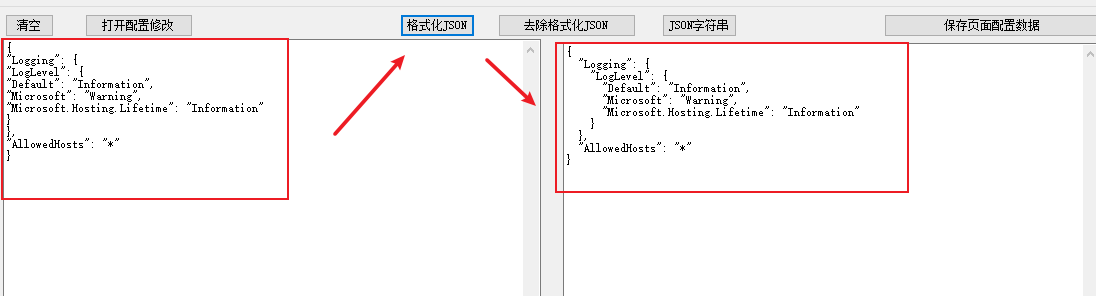 清空 打开配置修改 格式化JSON 去除格式化JSON JSON字符串 保存页面配置数据
{
"Logging": {
"LogLevel": {
"Default": "Information",
"Microsoft": "Warning",
"Microsoft.Hosting.Lifetime": "Information"
}
},
"AllowedHosts": "*"
}
{
  "Logging": {
    "LogLevel": {
      "Default": "Information",
      "Microsoft": "Warning",
      "Microsoft.Hosting.Lifetime": "Information"
    }
  },
  "AllowedHosts": "*"
}